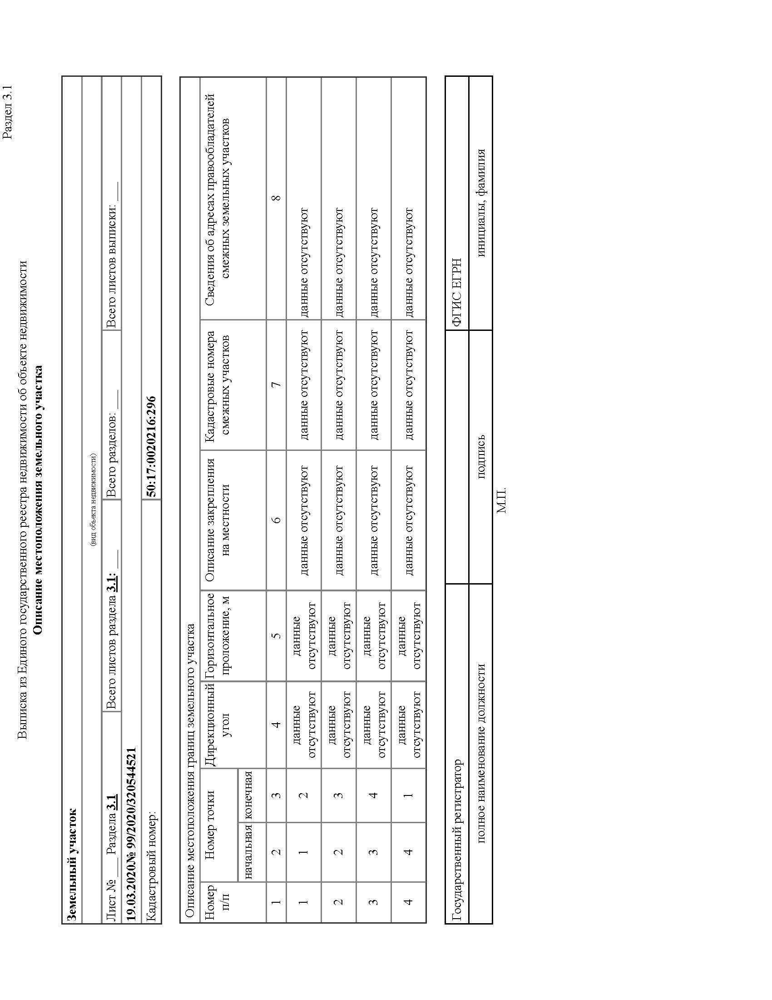 Раздел 3.1
Выписка из Единого государственного реестра недвижимости об объекте недвижимости
Описание местоположения земельного участка
Земельный участок
(вид объекта недвижимости)
Лист № ___ Раздела 3.1 Всего листов раздела 3.1: ___ Всего разделов: ___ Всего листов выписки: ___
19.03.2020№ 99/2020/320544521
Кадастровый номер: 50:17:0020216:296
Описание местоположения границ земельного участка
Номер п/п Номер точки Дирекционный угол Горизонтальное проложение, м Описание закрепления на местности Кадастровые номера смежных участков Сведения об адресах правообладателей смежных земельных участков
начальная конечная
1 2 3 4 5 6 7 8
1 1 2 данные отсутствуют данные отсутствуют данные отсутствуют данные отсутствуют данные отсутствуют
2 2 3 данные отсутствуют данные отсутствуют данные отсутствуют данные отсутствуют данные отсутствуют
3 3 4 данные отсутствуют данные отсутствуют данные отсутствуют данные отсутствуют данные отсутствуют
4 4 1 данные отсутствуют данные отсутствуют данные отсутствуют данные отсутствуют данные отсутствуют
Государственный регистратор ФГИС ЕГРН
полное наименование должности подпись инициалы, фамилия
М.П.